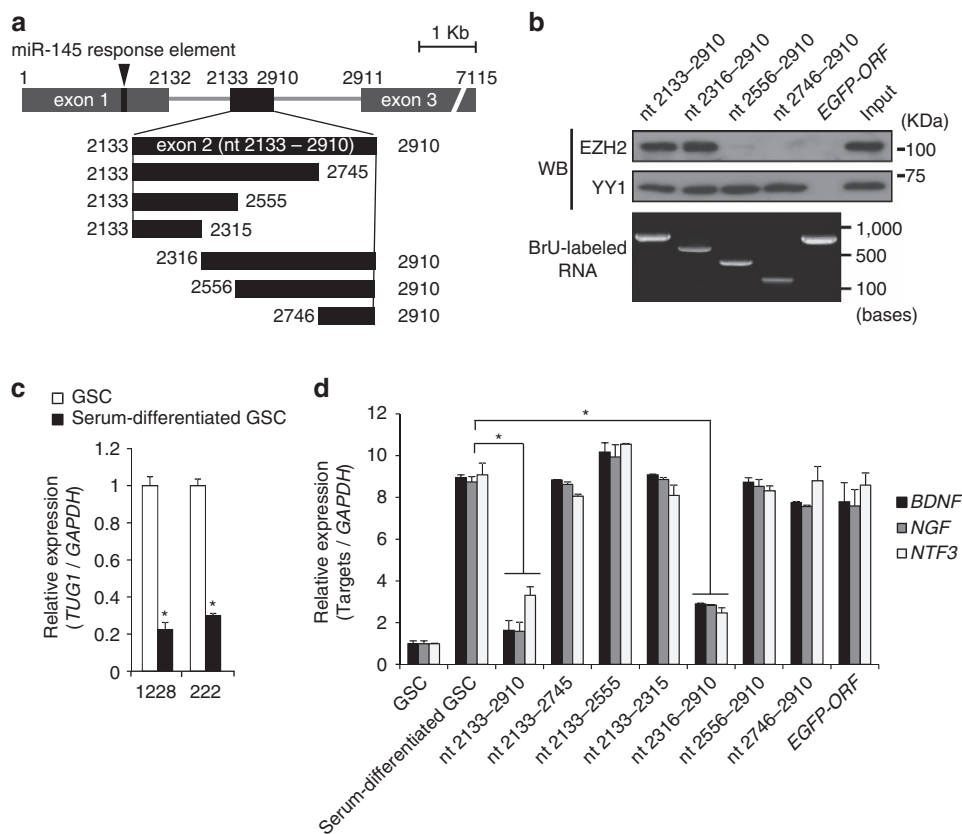 a
1 Kb
miR-145 response element
1 2132 2133 2910 2911 7115
exon 1 exon 3
2133 exon 2 (nt 2133 – 2910) 2910
2133 2745
2133 2555
2133 2315
2316 2910
2556 2910
2746 2910
b
nt 2133–2910
nt 2316–2910
nt 2556–2910
nt 2746–2910
EGFP-ORF
Input
(KDa)
WB
EZH2
100
75
YY1
BrU-labeled
RNA
1,000
500
100
(bases)
c
GSC
Serum-differentiated GSC
Relative expression
(TUG1 / GAPDH)
1.2
1
0.8
0.6
0.4
0.2
0
* *
1228 222
d
Relative expression
(Targets / GAPDH)
12
10
8
6
4
2
0
*
*
BDNF
NGF
NTF3
GSC
Serum-differentiated GSC
nt 2133–2910
nt 2133–2745
nt 2133–2555
nt 2133–2315
nt 2316–2910
nt 2556–2910
nt 2746–2910
EGFP-ORF